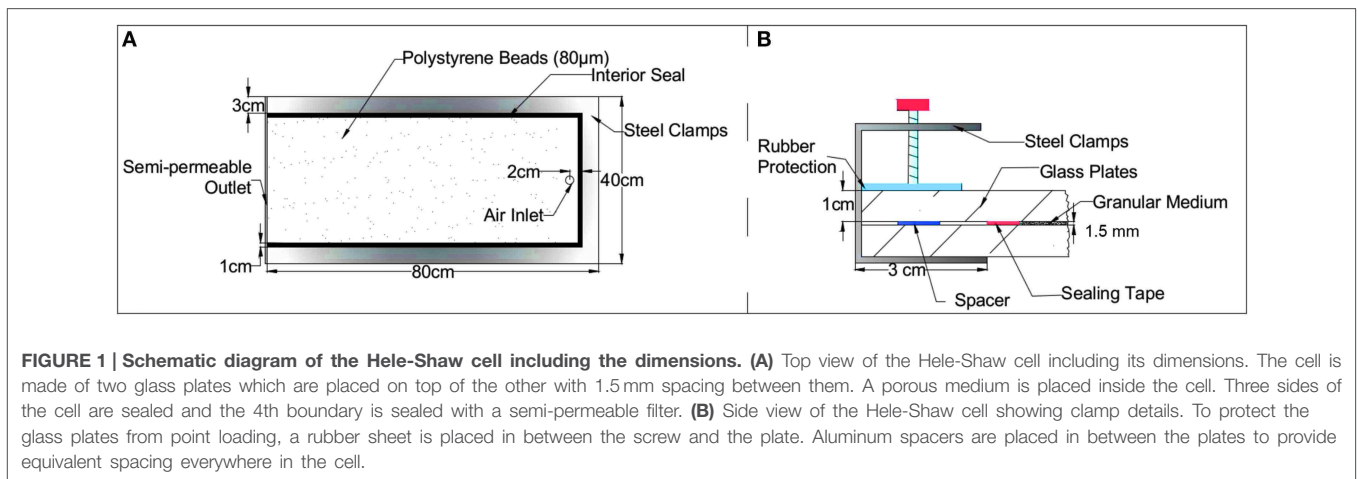 A
Polystyrene Beads (80µm)
Interior Seal
3cm
Steel Clamps
Semi-permeable
Outlet
2cm
40cm
Air Inlet
1cm
80cm
B
Steel Clamps
Rubber
Protection
Glass Plates
1cm
Granular Medium
1.5 mm
3 cm
Spacer
Sealing Tape
FIGURE 1 | Schematic diagram of the Hele-Shaw cell including the dimensions. (A) Top view of the Hele-Shaw cell including its dimensions. The cell is
made of two glass plates which are placed on top of the other with 1.5 mm spacing between them. A porous medium is placed inside the cell. Three sides of
the cell are sealed and the 4th boundary is sealed with a semi-permeable filter. (B) Side view of the Hele-Shaw cell showing clamp details. To protect the
glass plates from point loading, a rubber sheet is placed in between the screw and the plate. Aluminum spacers are placed in between the plates to provide
equivalent spacing everywhere in the cell.